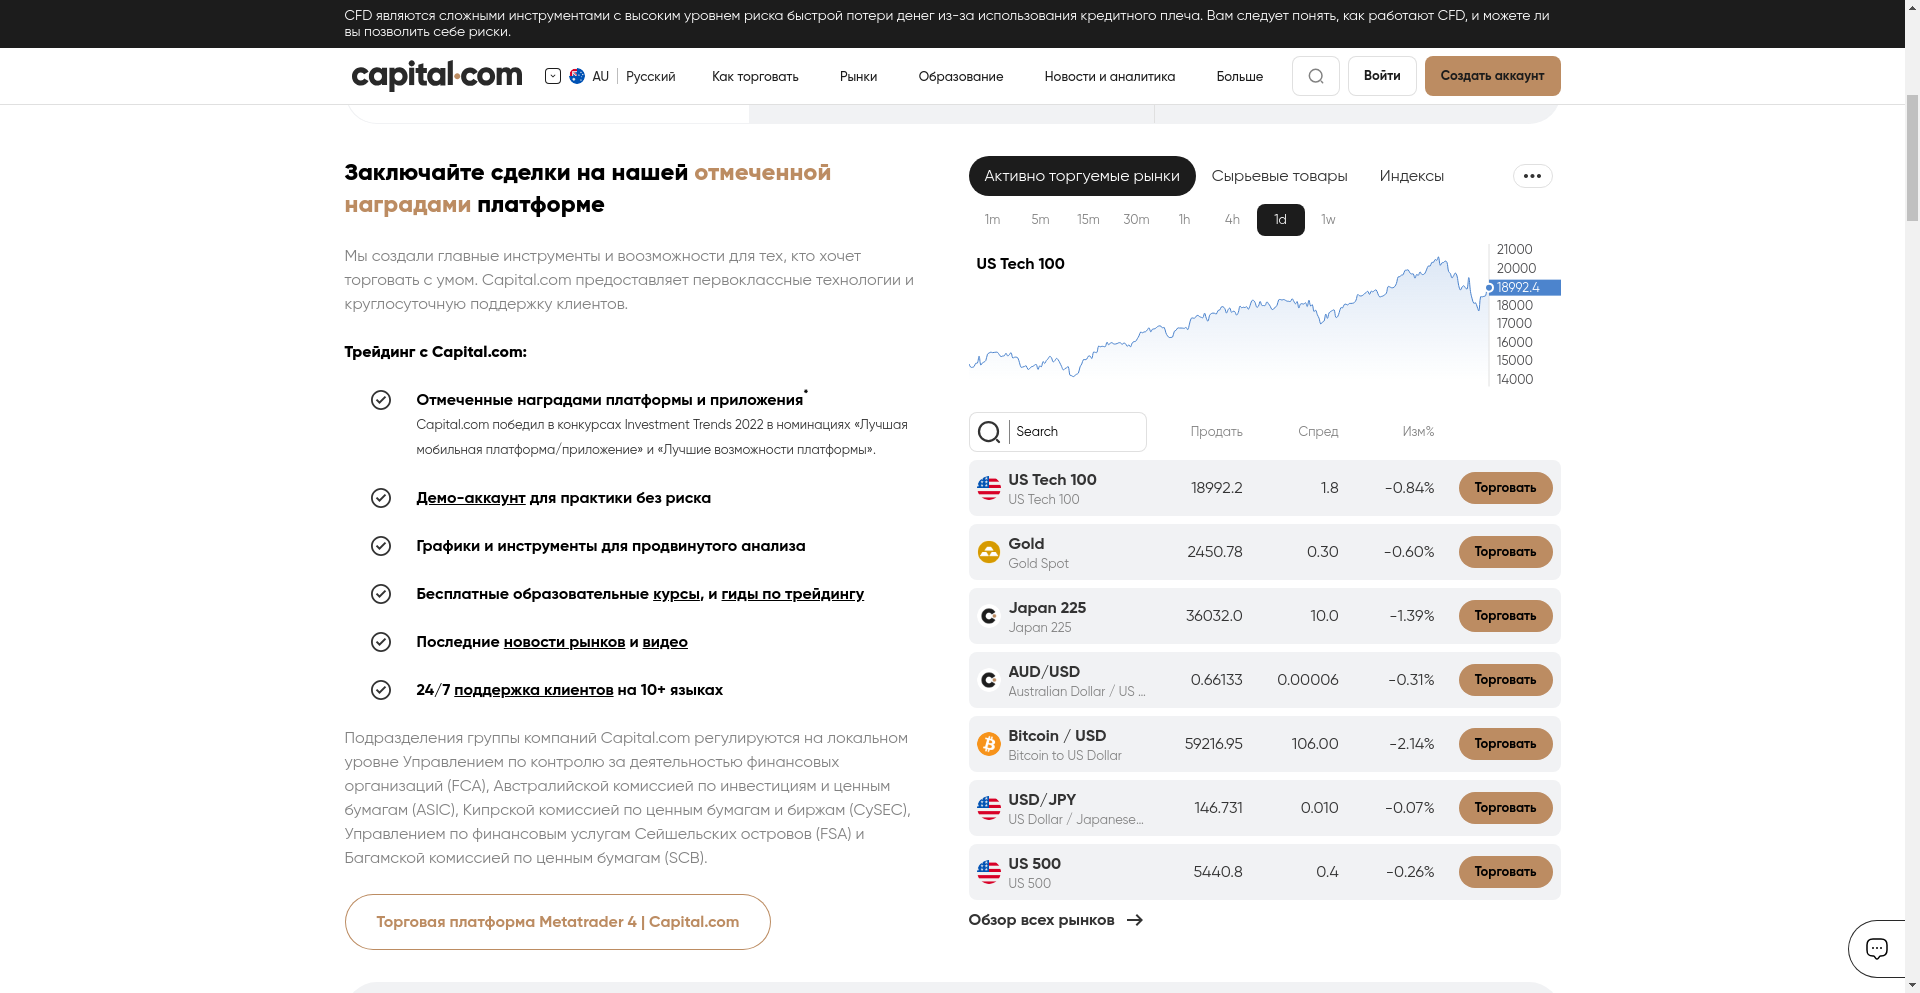 CFD являются сложными инструментами с высоким уровнем риска быстрой потери денег из-за использования кредитного плеча. Вам следует понять, как работают CFD, и можете ли
вы позволить себе риски.
capital.com
AU
Русский
Как торговать
Рынки
Образование
Новости и аналитика
Больше
Войти
Создать аккаунт
Заключайте сделки на нашей отмеченной
наградами платформе
Мы создали главные инструменты и воозможности для тех, кто хочет
торговать с умом. Capital.com предоставляет первоклассные технологии и
круглосуточную поддержку клиентов.
Трейдинг с Capital.com:
Отмеченные наградами платформы и приложения*
Capital.com победил в конкурсах Investment Trends 2022 в номинациях «Лучшая
мобильная платформа/приложение» и «Лучшие возможности платформы».
Демо-аккаунт для практики без риска
Графики и инструменты для продвинутого анализа
Бесплатные образовательные курсы, и гиды по трейдингу
Последние новости рынков и видео
24/7 поддержка клиентов на 10+ языках
Подразделения группы компаний Capital.com регулируются на локальном
уровне Управлением по контролю за деятельностью финансовых
организаций (FCA), Австралийской комиссией по инвестициям и ценным
бумагам (ASIC), Кипрской комиссией по ценным бумагам и биржам (CySEC),
Управлением по финансовым услугам Сейшельских островов (FSA) и
Багамской комиссией по ценным бумагам (SCB).
Торговая платформа Metatrader 4 | Capital.com
Активно торгуемые рынки
Сырьевые товары
Индексы
1m
5m
15m
30m
1h
4h
1d
1w
US Tech 100
21000
20000
18992.4
18000
17000
16000
15000
14000
Search
Продать
Спред
Изм%
US Tech 100
US Tech 100
18992.2
1.8
-0.84%
Торговать
Gold
Gold Spot
2450.78
0.30
-0.60%
Торговать
Japan 225
Japan 225
36032.0
10.0
-1.39%
Торговать
AUD/USD
Australian Dollar / US ...
0.66133
0.00006
-0.31%
Торговать
Bitcoin / USD
Bitcoin to US Dollar
59216.95
106.00
-2.14%
Торговать
USD/JPY
US Dollar / Japanese...
146.731
0.010
-0.07%
Торговать
US 500
US 500
5440.8
0.4
-0.26%
Торговать
Обзор всех рынков